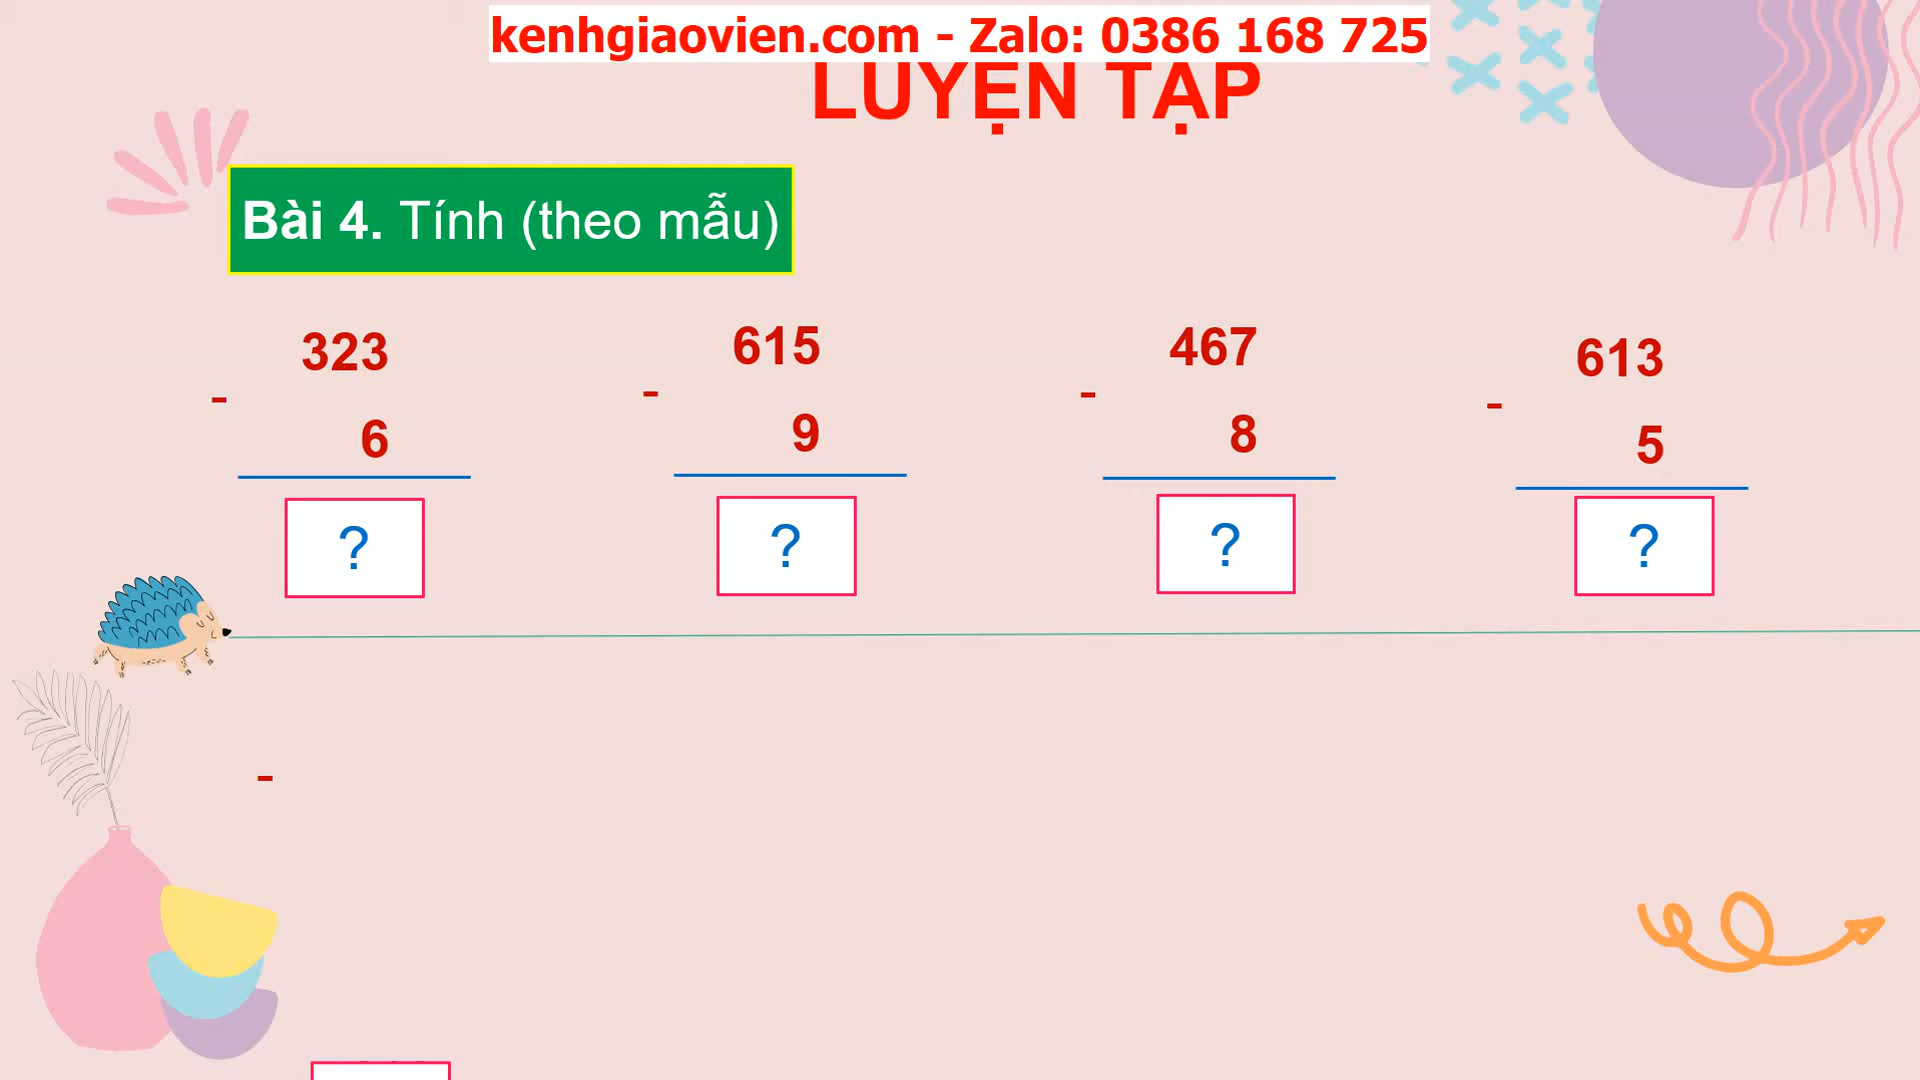 kenhgiaovien.com - Zalo: 0386 168 725
LUYỆN TẬP
Bài 4. Tính (theo mẫu)
323 615 467 613
- - - -
6 9 8 5
? ? ? ?
-